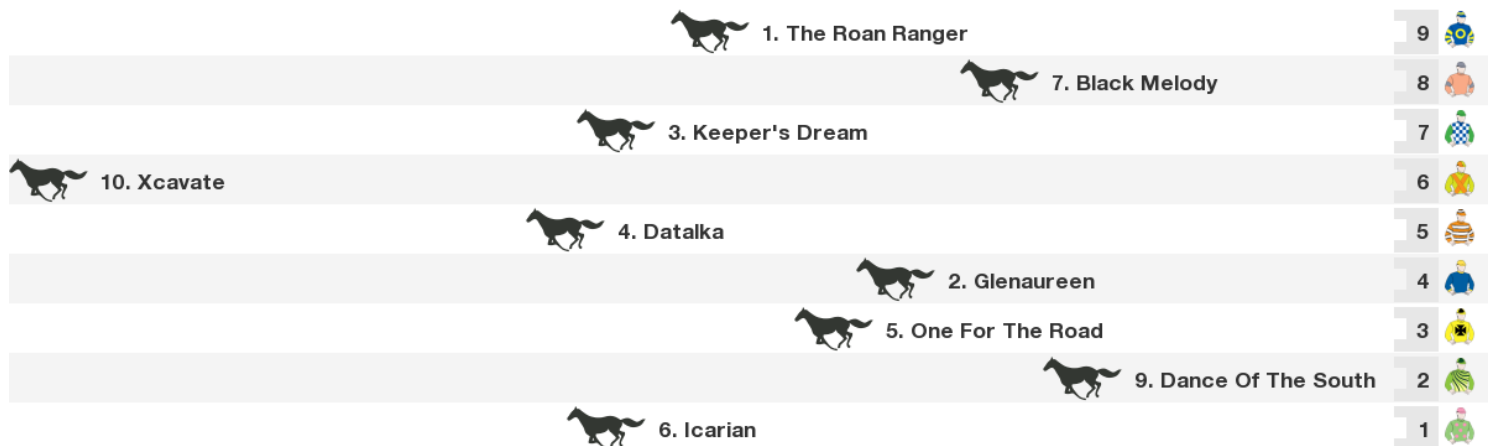 1. The Roan Ranger 9
7. Black Melody 8
3. Keeper's Dream 7
10. Xcavate 6
4. Datalka 5
2. Glenaureen 4
5. One For The Road 3
9. Dance Of The South 2
6. Icarian 1